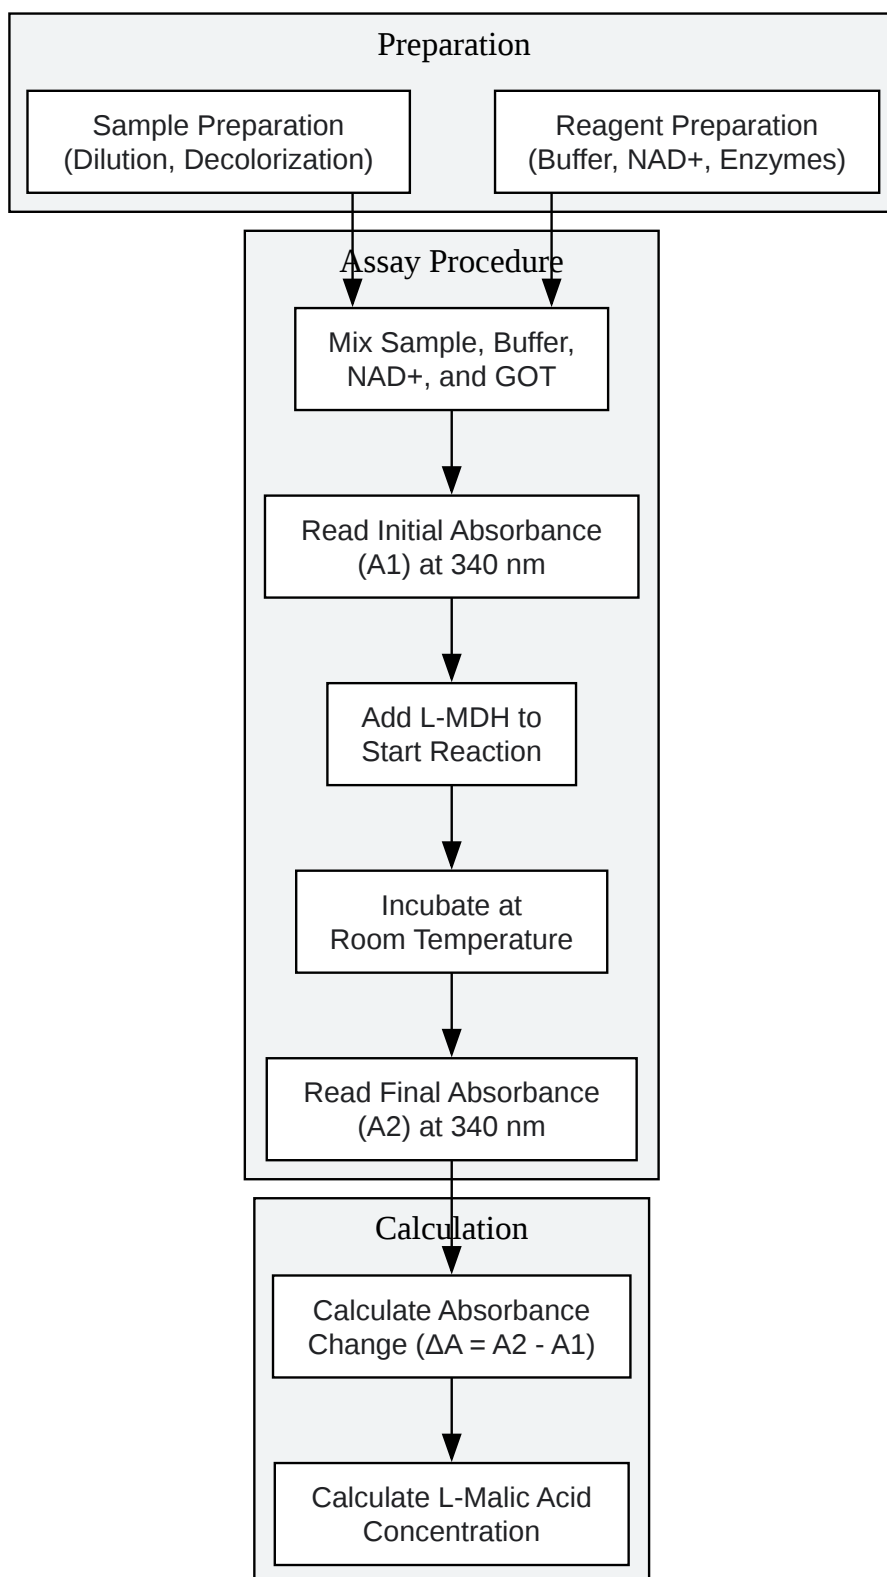 Preparation
Sample Preparation
(Dilution, Decolorization)
Reagent Preparation
(Buffer, NAD+, Enzymes)
Assay Procedure
Mix Sample, Buffer,
NAD+, and GOT
Read Initial Absorbance
(A1) at 340 nm
Add L-MDH to
Start Reaction
Incubate at
Room Temperature
Read Final Absorbance
(A2) at 340 nm
Calculation
Calculate Absorbance
Change (ΔA = A2 - A1)
Calculate L-Malic Acid
Concentration